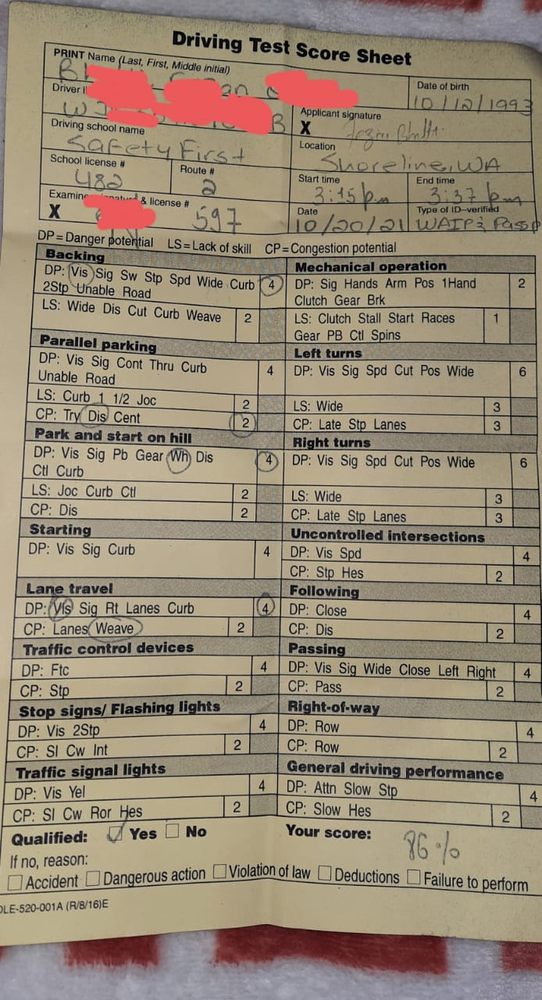 Driving Test Score Sheet
PRINT Name (Last, First, Middle initial)
Date of birth
10/12/1993
Driver
Applicant signature
X
Driving school name
Safety First
Location
Shoreline, WA
School license #
482
Route #
2
Start time
3:15 pm
End time
3:37 pm
& license #
X
597
Date
10/20/21
Type of ID-verified
WAIP & Passp
DP=Danger potential LS=Lack of skill CP=Congestion potential
Backing
DP: Vis Sig Sw Stp Spd Wide Curb 4
2Stp Unable Road
LS: Wide Dis Cut Curb Weave 2
Parallel parking
DP: Vis Sig Cont Thru Curb 4
Unable Road
LS: Curb 1 1/2 Joc 2
CP: Try Dis Cent 2
Park and start on hill
DP: Vis Sig Pb Gear Wh Dis 4
Ctl Curb
LS: Joc Curb Ctl 2
CP: Dis 2
Starting
DP: Vis Sig Curb 4
Lane travel
DP: Vis Sig Rt Lanes Curb 4
CP: Lanes Weave 2
Traffic control devices
DP: Ftc 4
CP: Stp 2
Stop signs/ Flashing lights
DP: Vis 2Stp 4
CP: Sl Cw Int 2
Traffic signal lights
DP: Vis Yel 4
CP: Sl Cw Ror Hes 2
Mechanical operation
DP: Sig Hands Arm Pos 1Hand 2
Clutch Gear Brk
LS: Clutch Stall Start Races 1
Gear PB Ctl Spins
Left turns
DP: Vis Sig Spd Cut Pos Wide 6
LS: Wide 3
CP: Late Stp Lanes 3
Right turns
DP: Vis Sig Spd Cut Pos Wide 6
LS: Wide 3
CP: Late Stp Lanes 3
Uncontrolled intersections
DP: Vis Spd 4
CP: Stp Hes 2
Following
DP: Close 4
CP: Dis 2
Passing
DP: Vis Sig Wide Close Left Right 4
CP: Pass 2
Right-of-way
DP: Row 4
CP: Row 2
General driving performance
DP: Attn Slow Stp 4
CP: Slow Hes 2
Qualified: Yes No
Your score: 86%
If no, reason:
Accident Dangerous action Violation of law Deductions Failure to perform
DLE-520-001A (R/8/16)E